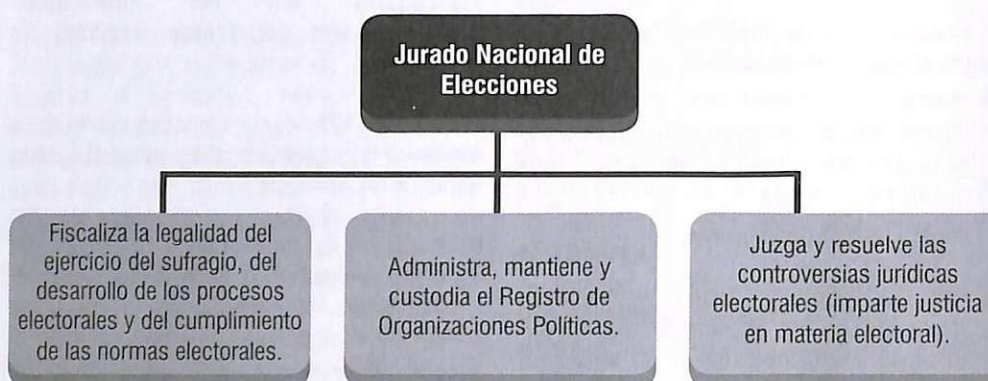 Jurado Nacional de
Elecciones
Fiscaliza la legalidad del
ejercicio del sufragio, del
desarrollo de los procesos
electorales y del cumplimiento
de las normas electorales.
Administra, mantiene y
custodia el Registro de
Organizaciones Políticas.
Juzga y resuelve las
controversias jurídicas
electorales (imparte justicia
en materia electoral).